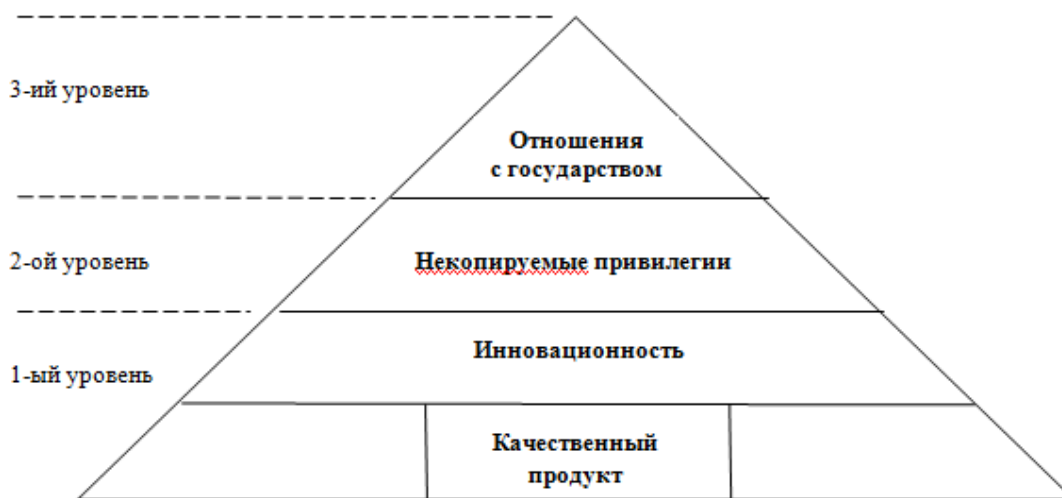 3-ий уровень
Отношения
с государством
2-ой уровень
Некопируемые привилегии
Инновационность
1-ый уровень
Качественный
продукт